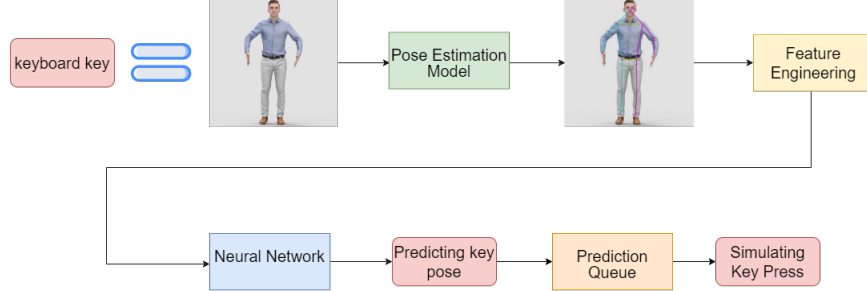 keyboard key
Pose Estimation
Model
Feature
Engineering
Neural Network
Predicting key
pose
Prediction
Queue
Simulating
Key Press